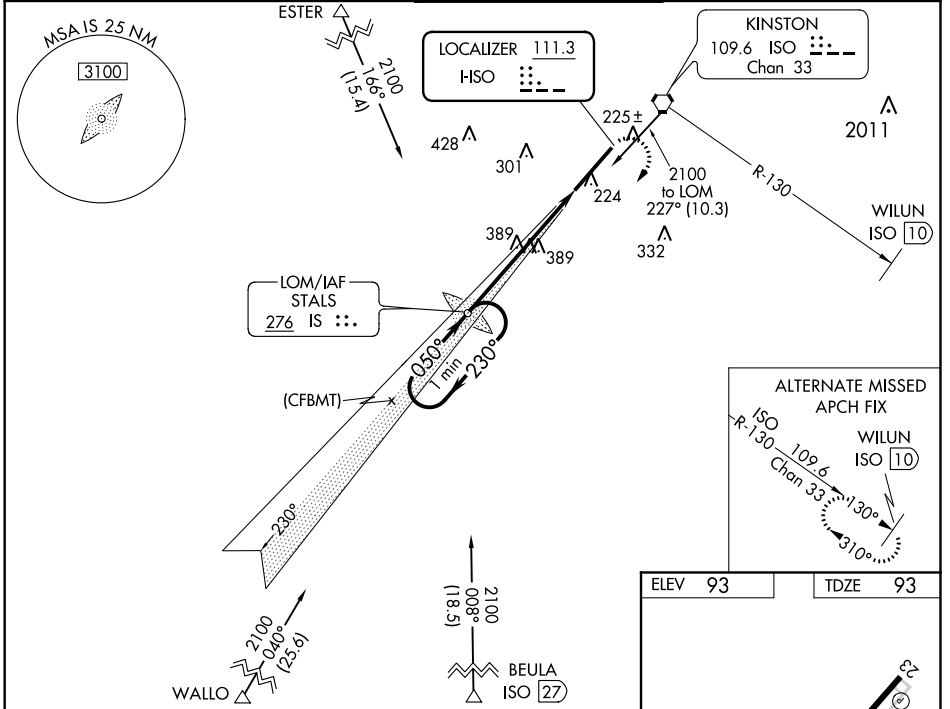 MSA IS 25 NM
3100
ESTER
2100
166°
(15.4)
LOCALIZER 111.3
I-ISO
KINSTON
109.6 ISO
Chan 33
428
301
225±
2011
224
2100
to LOM
227° (10.3)
R-130
WILUN
ISO 10
389
389
332
LOM/IAF
STALS
276 IS
050°
1 min
230°
(CFBMT)
230°
ALTERNATE MISSED
APCH FIX
ISO
R-130
109.6
Chan 33
WILUN
ISO 10
130°
310°
2100
040°
(25.6)
WALLO
2100
008°
(18.5)
BEULA
ISO 27
ELEV 93
TDZE 93
23
P